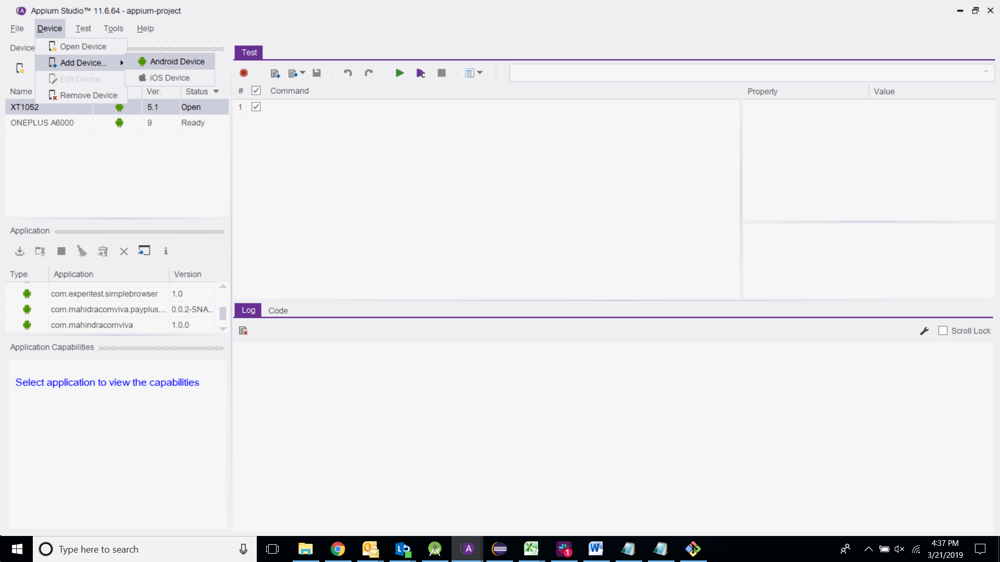 Appium Studio™ 11.6.64 - appium-project
File Device Test Tools Help
Device
Open Device
Add Device...
Edit Device...
Remove Device
Android Device
iOS Device
Name Ver. Status
XT1052 5.1 Open
ONEPLUS A6000 9 Ready
Test
# Command
1
Property Value
Application
Type Application Version
com.experitest.simplebrowser 1.0
com.mahidracomviva.payplus.... 0.0.2-SNA...
com.mahindracomviva 1.0.0
Application Capabilities
Select application to view the capabilities
Log Code
Scroll Lock
Type here to search
1
4:37 PM
3/21/2019